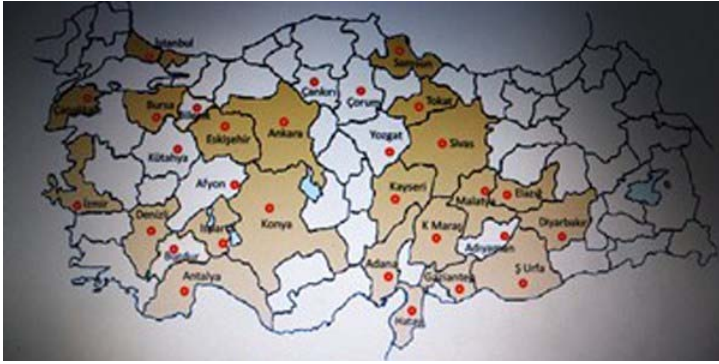 İstanbul
Samsun
Çankırı
Çorum
Tokat
Bursa
Eskişehir
Ankara
Yozgat
Sivas
Kütahya
Afyon
Kayseri
Malatya
Elazığ
İzmir
Denizli
Konya
K Maraş
Adıyaman
Diyarbakır
Burdur
Antalya
Adana
Gaziantep
Ş Urfa
Hatay